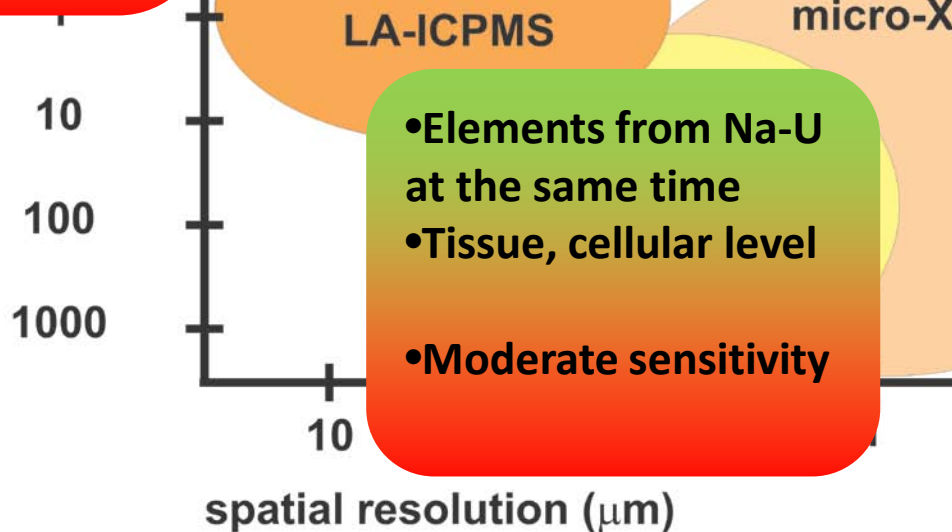 LA-ICPMS
micro-X
10
100
1000
•Elements from Na-U
at the same time
•Tissue, cellular level
•Moderate sensitivity
10
spatial resolution (μm)